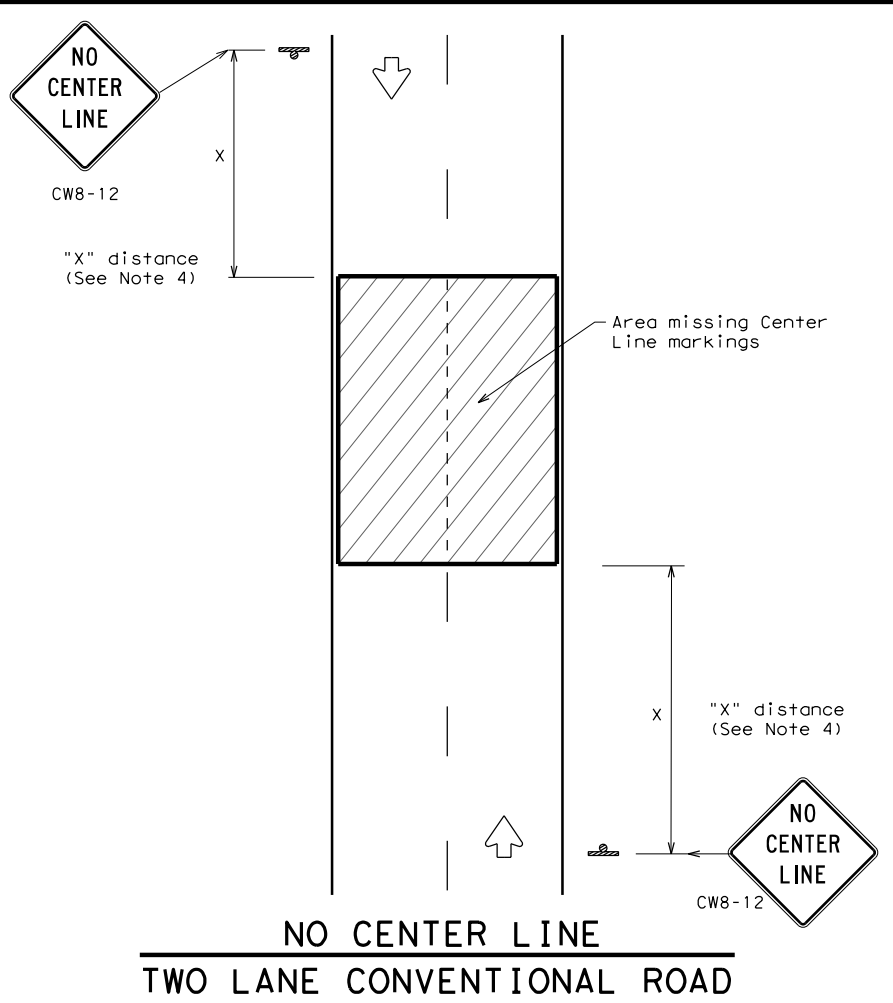 NO
CENTER
LINE
CW8-12
X
"X" distance
(See Note 4)
Area missing Center
Line markings
X
"X" distance
(See Note 4)
NO
CENTER
LINE
CW8-12
NO CENTER LINE
TWO LANE CONVENTIONAL ROAD